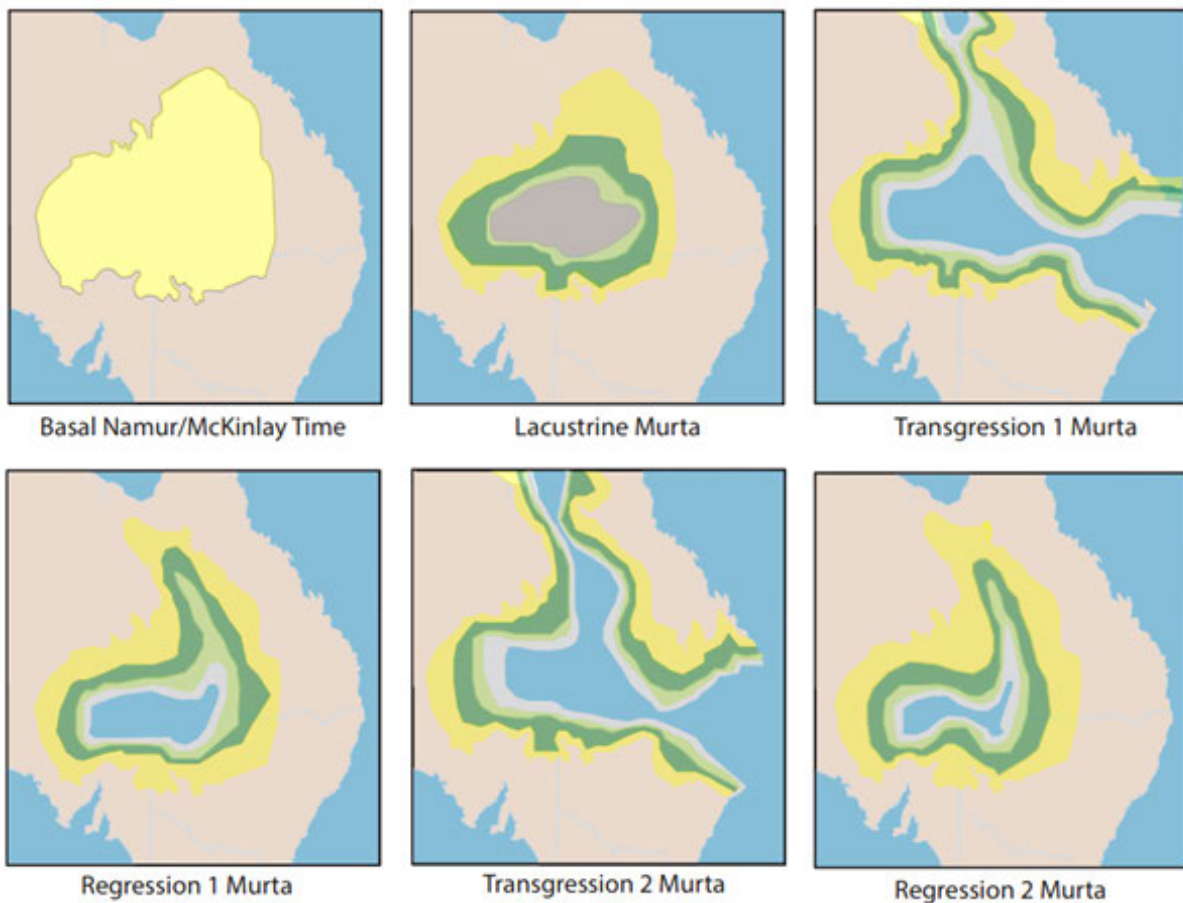 Basal Namur/McKinlay Time
Lacustrine Murta
Transgression 1 Murta
Regression 1 Murta
Transgression 2 Murta
Regression 2 Murta